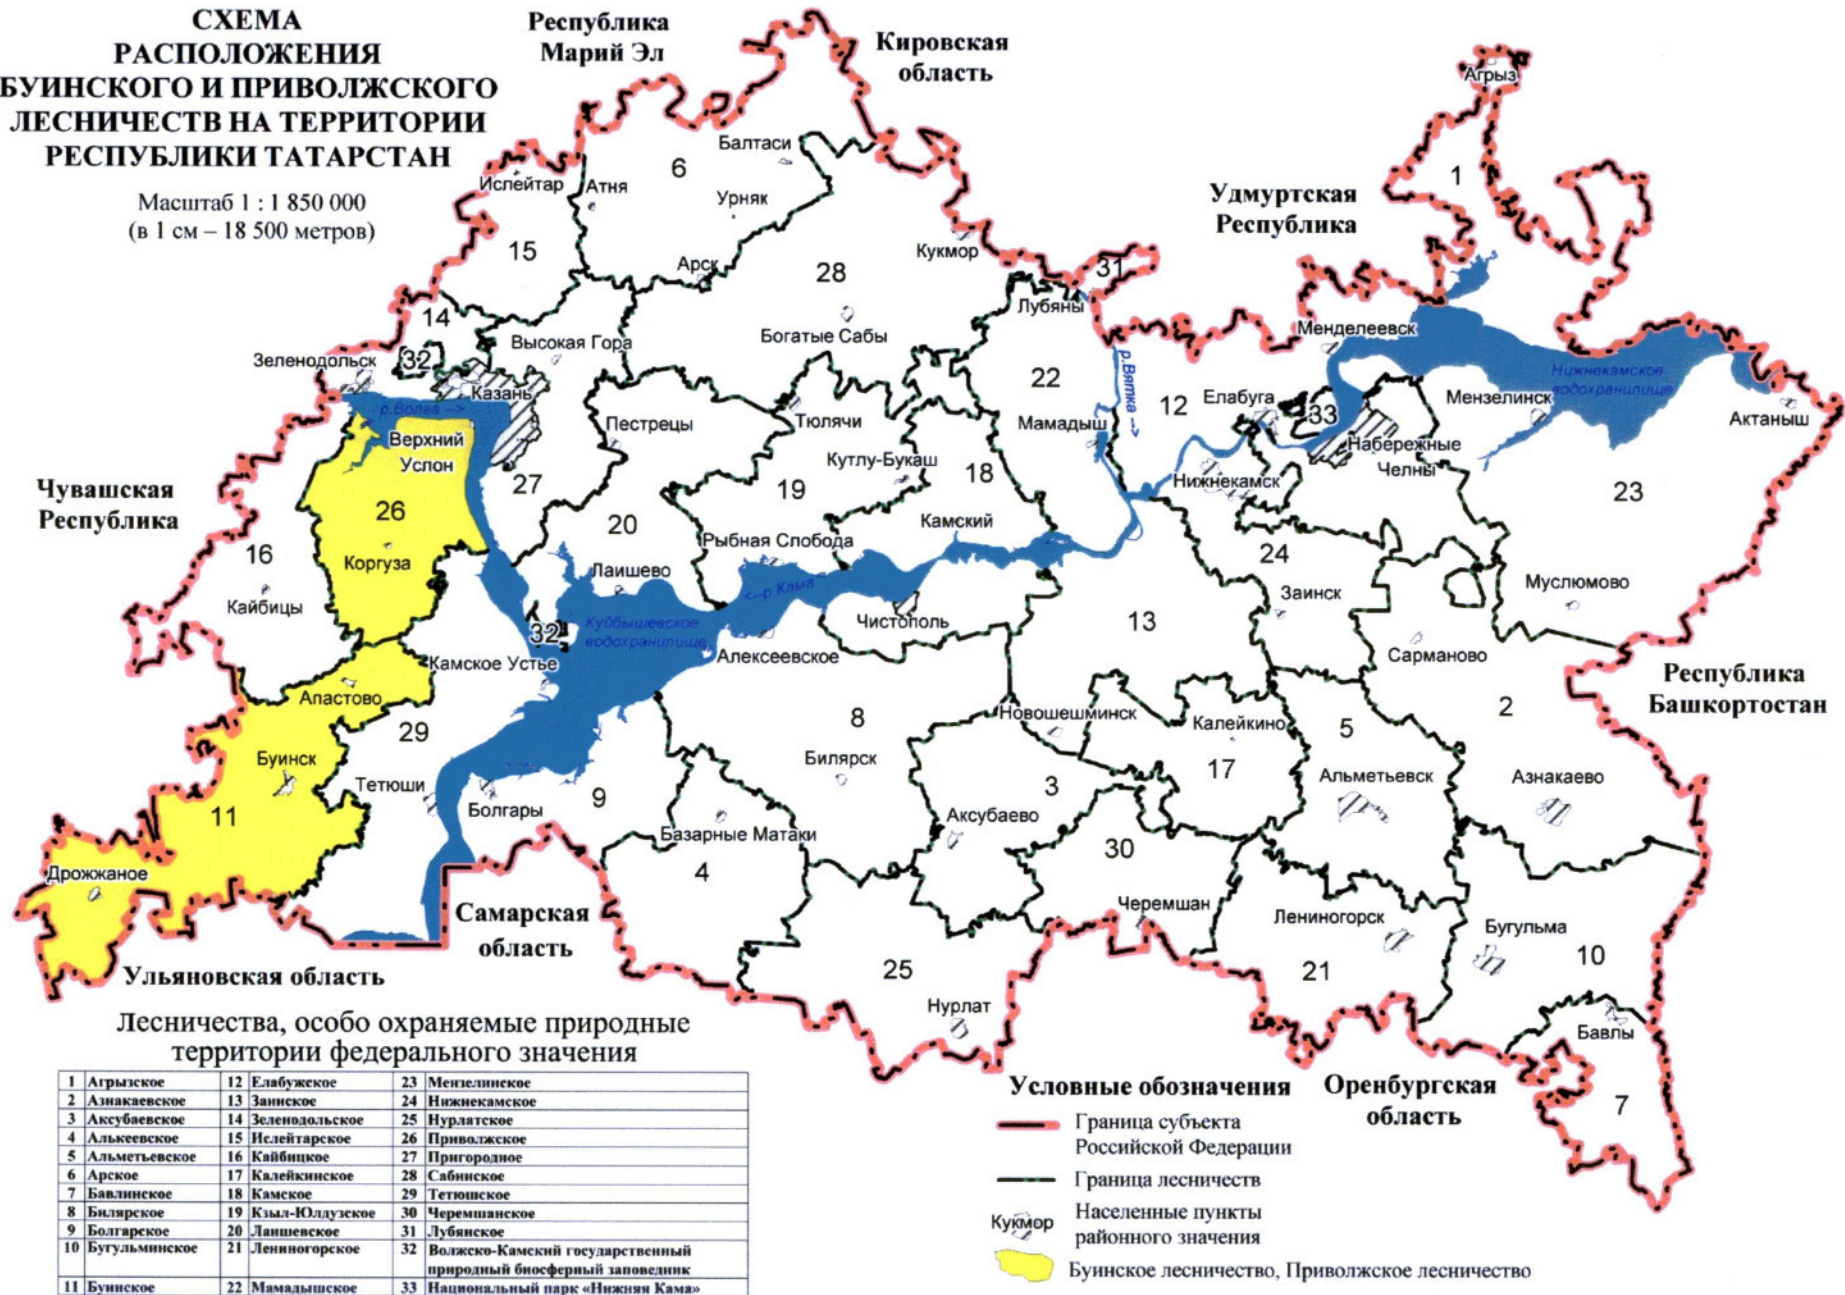 СХЕМА
РАСПОЛОЖЕНИЯ
БУИНСКОГО И ПРИВОЛЖСКОГО
ЛЕСНИЧЕСТВ НА ТЕРРИТОРИИ
РЕСПУБЛИКИ ТАТАРСТАН
Масштаб 1 : 1 850 000
(в 1 см – 18 500 метров)
Республика
Марий Эл
Кировская
область
Удмуртская
Республика
Чувашская
Республика
Республика
Башкортостан
Самарская
область
Ульяновская область
Оренбургская
область
Агрыз
1
Балтаси
6
Ислейтар
Атня
Урняк
15
Арск
28
Кукмор
31
Лубяны
14
Высокая Гора
Богатые Сабы
Менделеевск
Зеленодольск
32
Казань
22
р.Вятка -->
Нижнекамское
водохранилище
р.Волга -->
Верхний
Услон
Пестрецы
Тюлячи
Мамадыш
12
Елабуга
33
Мензелинск
Актаныш
Набережные
Челны
Кутлу-Букаш
18
27
19
Нижнекамск
23
26
20
Камский
16
Коргуза
Рыбная Слобода
24
Лаишево
<--р.Кама
Заинск
Муслюмово
Кайбицы
32
Куйбышевское
водохранилище
Чистополь
13
Камское Устье
Алексеевское
Сарманово
Апастово
29
8
Новошешминск
Калейкино
5
2
Буинск
Билярск
17
Тетюши
Альметьевск
Азнакаево
11
Болгары
9
3
Аксубаево
Базарные Матаки
30
Дрожжаное
4
Черемшан
Лениногорск
Бугульма
25
21
10
Нурлат
Бавлы
7
Лесничества, особо охраняемые природные
территории федерального значения
1 Агрызское 12 Елабужское 23 Мензелинское
2 Азнакаевское 13 Заинское 24 Нижнекамское
3 Аксубаевское 14 Зеленодольское 25 Нурлатское
4 Алькеевское 15 Ислейтарское 26 Приволжское
5 Альметьевское 16 Кайбицкое 27 Пригородное
6 Арское 17 Калейкинское 28 Сабинское
7 Бавлинское 18 Камское 29 Тетюшское
8 Билярское 19 Кзыл-Юлдузское 30 Черемшанское
9 Болгарское 20 Лаишевское 31 Лубянское
10 Бугульминское 21 Лениногорское 32 Волжско-Камский государственный
природный биосферный заповедник
11 Буинское 22 Мамадышское 33 Национальный парк «Нижняя Кама»
Условные обозначения
Граница субъекта
Российской Федерации
Граница лесничеств
Кукмор
Населенные пункты
районного значения
Буинское лесничество, Приволжское лесничество